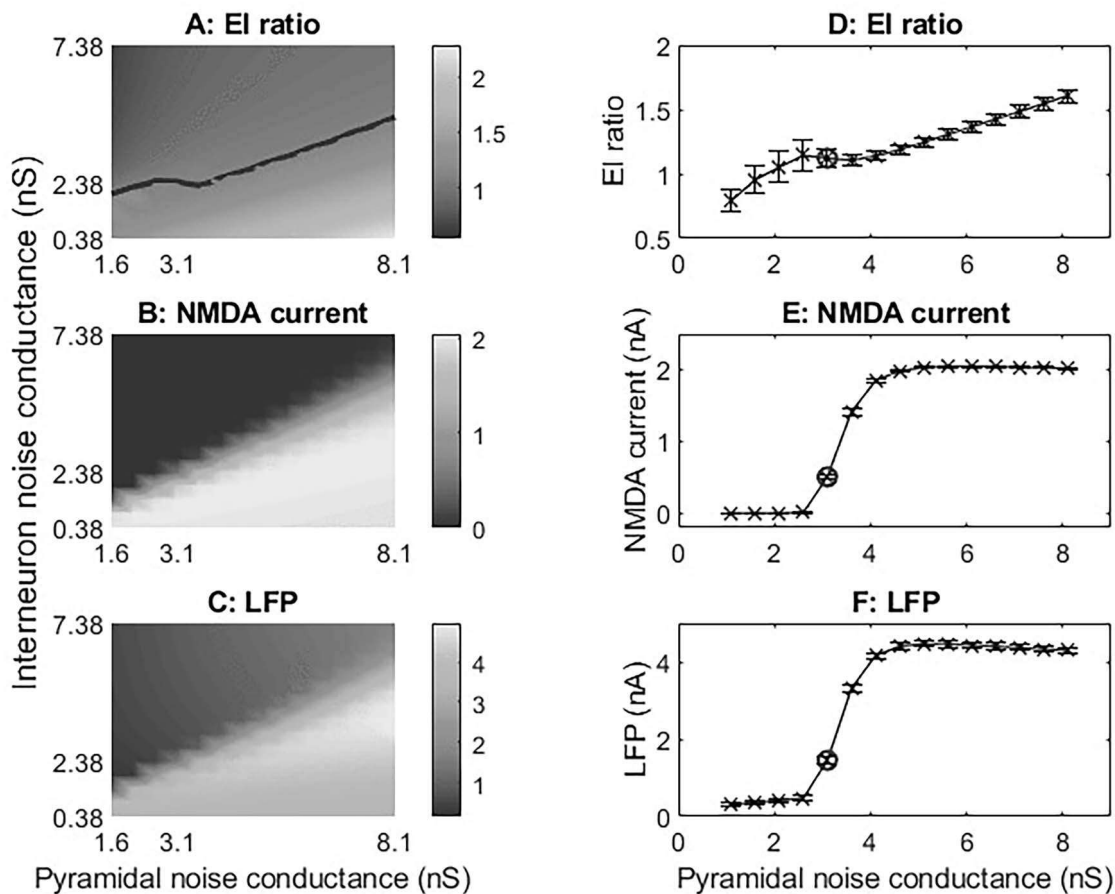 A: EI ratio
7.38
2.38
0.38
1.6 3.1 8.1
2
1.5
1
B: NMDA current
7.38
2.38
0.38
1.6 3.1 8.1
2
1
0
C: LFP
7.38
2.38
0.38
1.6 3.1 8.1
4
3
2
1
Interneuron noise conductance (nS)
Pyramidal noise conductance (nS)
D: EI ratio
EI ratio
2
1.5
1
0.5
0 2 4 6 8
E: NMDA current
NMDA current (nA)
2
1
0
0 2 4 6 8
F: LFP
LFP (nA)
4
2
0
0 2 4 6 8
Pyramidal noise conductance (nS)